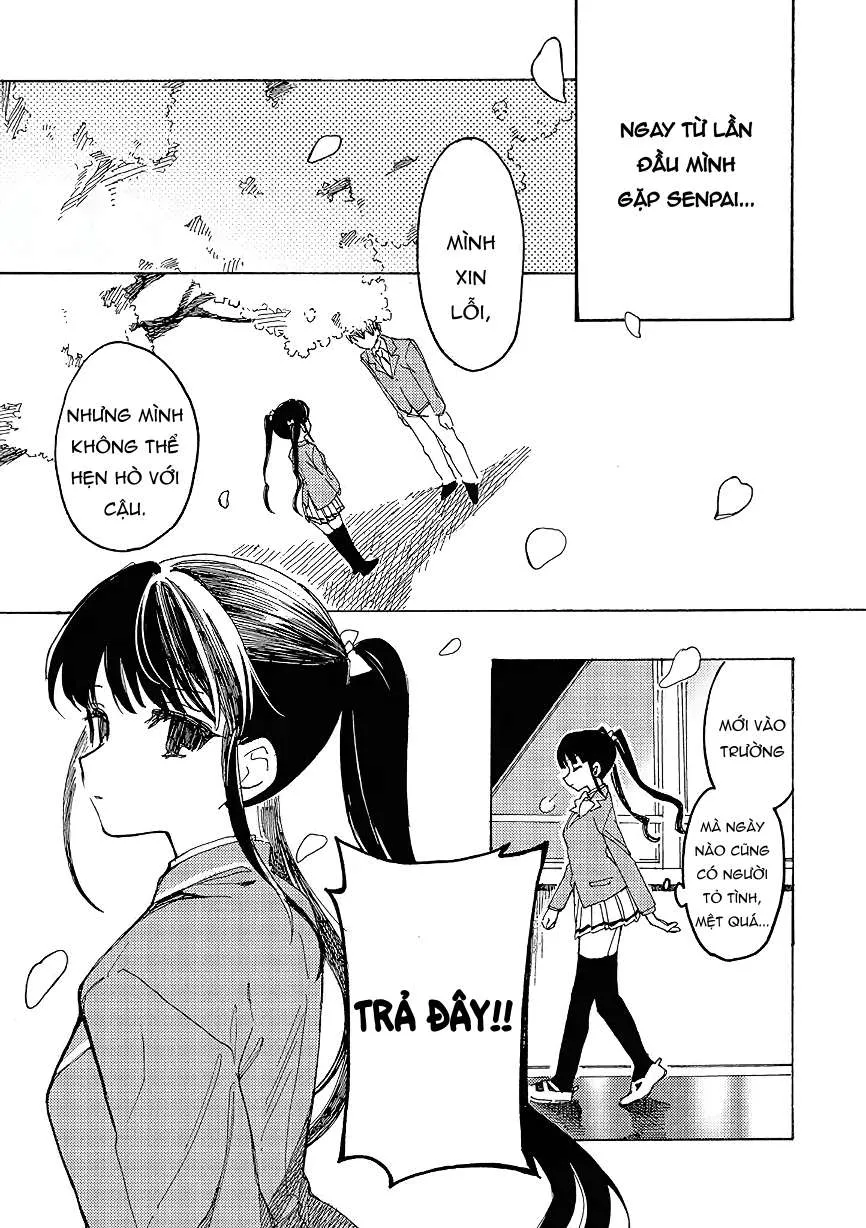 NGAY TỪ LẦN
ĐẦU MÌNH
GẶP SENPAI...
MÌNH
XIN
LỖI,
NHƯNG MÌNH
KHÔNG THỂ
HẸN HÒ VỚI
CẬU.
MỚI VÀO
TRƯỜNG
MÀ NGÀY
NÀO CŨNG
CÓ NGƯỜI
TỎ TÌNH,
MỆT QUÁ...
TRẢ ĐÂY!!